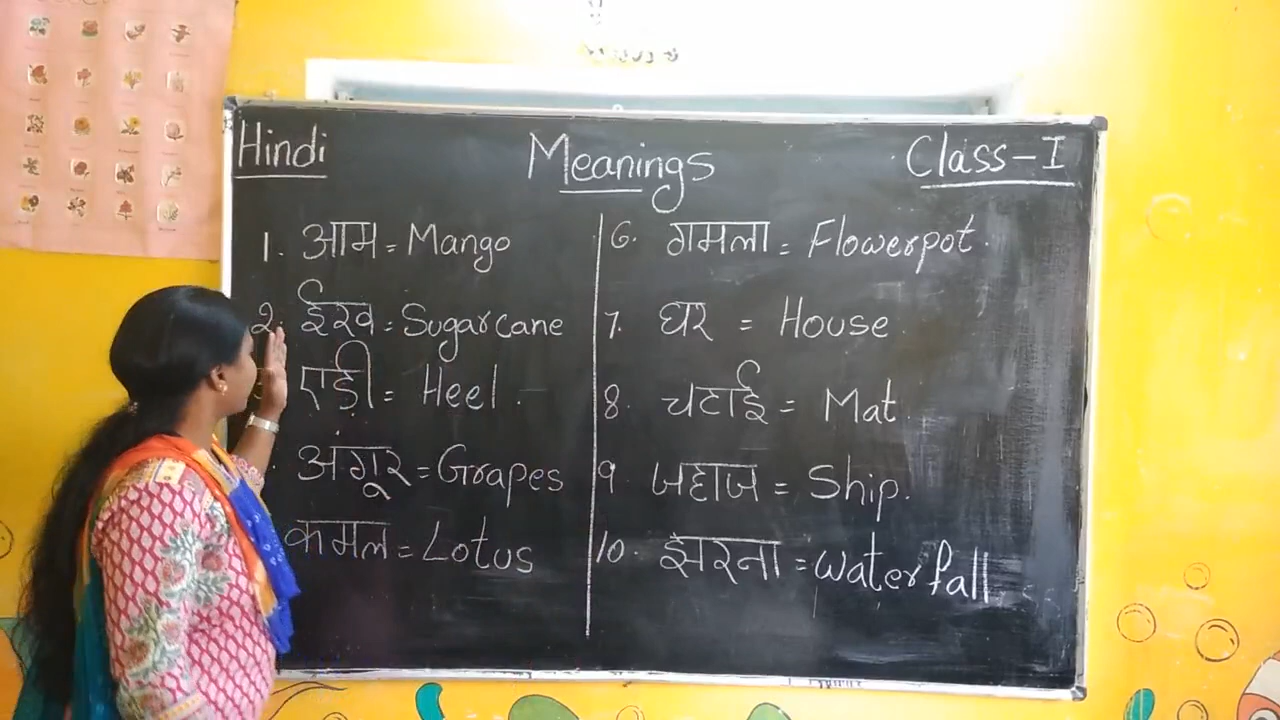 Hindi Meanings Class-I
1. आम = Mango
2. ईख = Sugarcane
एड़ी = Heel.
अंगूर = Grapes
कमल = Lotus
6. गमला = Flowerpot.
7. घर = House.
8. चटाई = Mat.
9 जहाज = Ship.
10. झरना = Waterfall